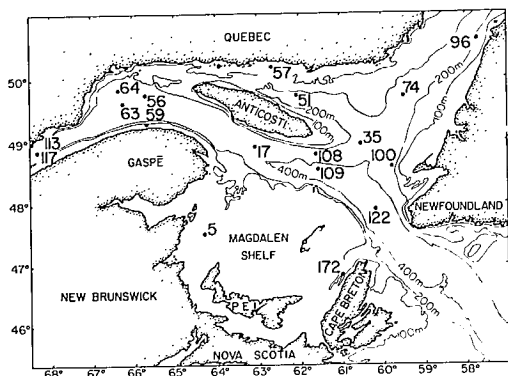 QUEBEC
96
50°
57
64
74
56
51
200m
63
59
ANTICOSTI
100m
200m
100m
49°
113
117
17
35
108
100
109
GASPÉ
400m
48°
122
NEWFOUNDLAND
5
MAGDALEN
SHELF
172
47°
400m
200m
100m
NEW BRUNSWICK
P.E.I.
CAPE BRETON
46°
NOVA SCOTIA
68° 67° 66° 65° 64° 63° 62° 61° 60° 59° 58°